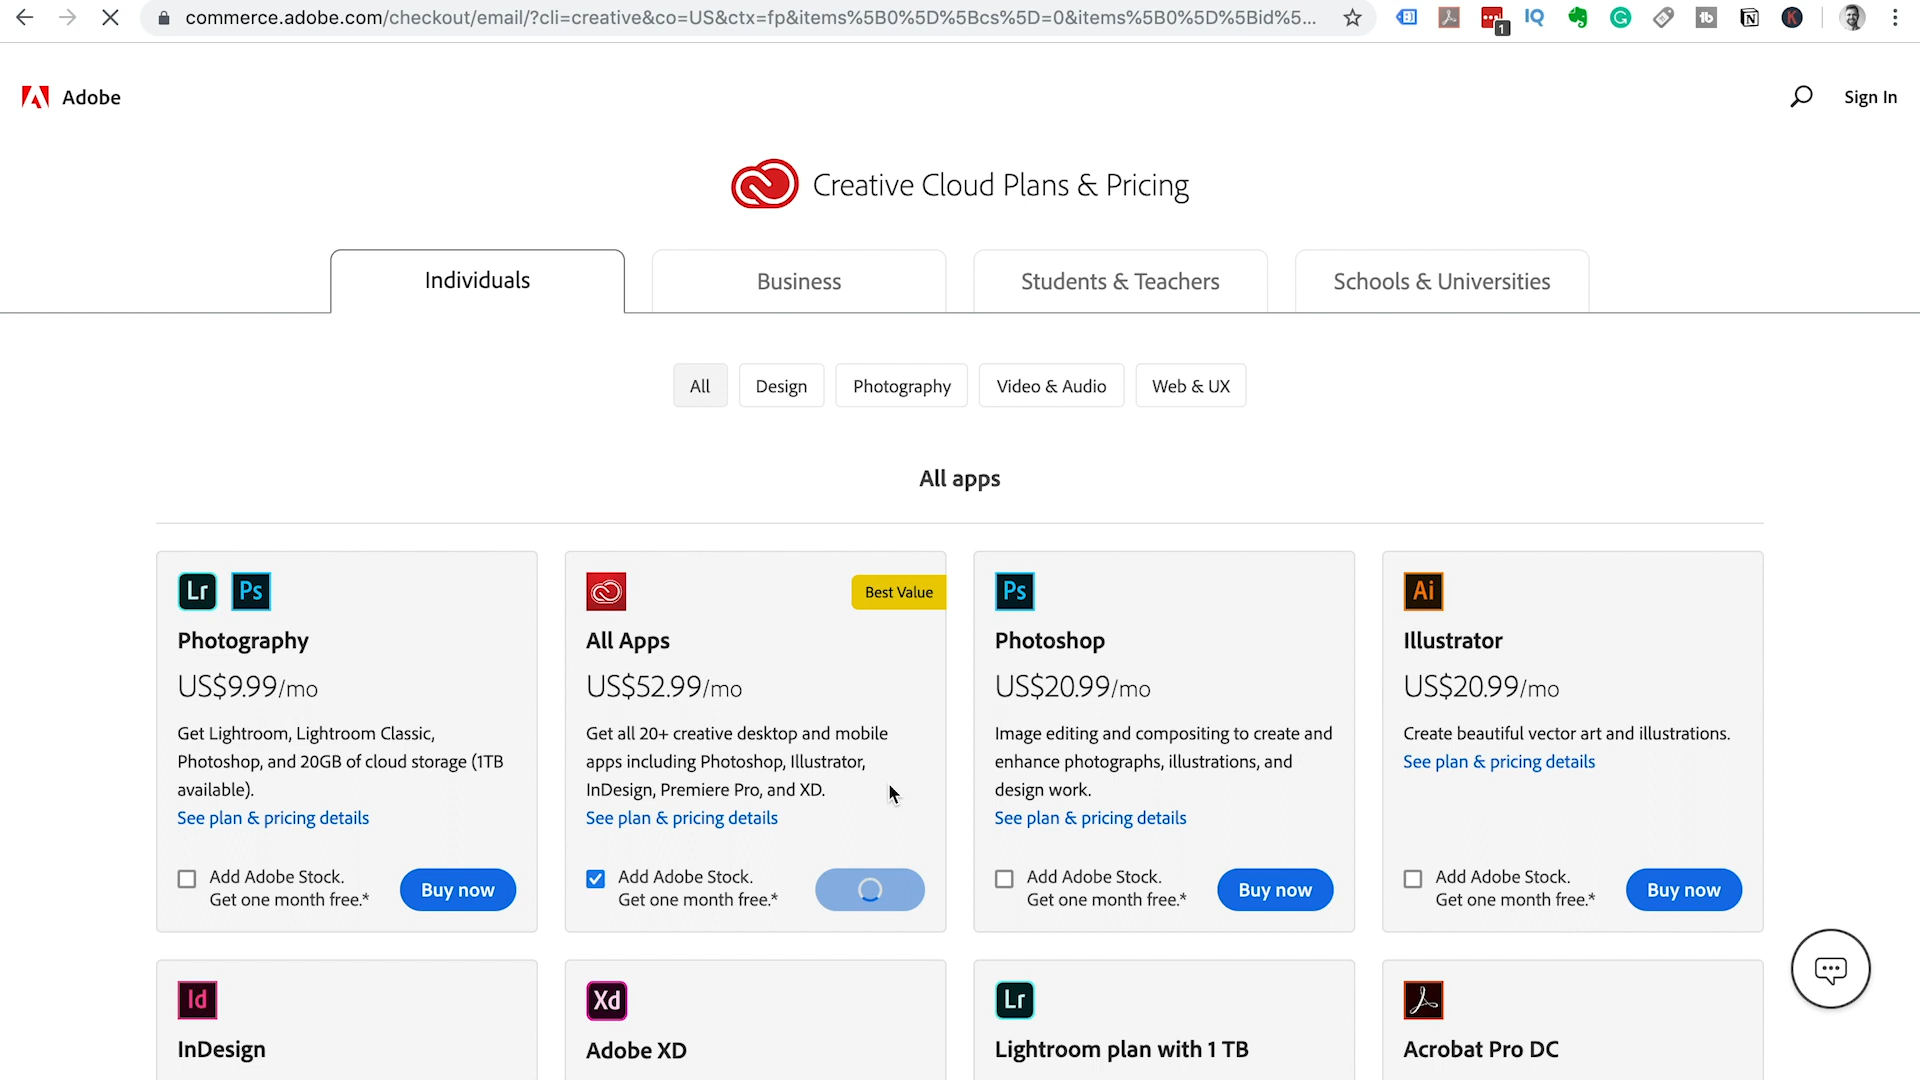 commerce.adobe.com/checkout/email/?cli=creative&co=US&ctx=fp&items%5B0%5D%5Bcs%5D=0&items%5B0%5D%5Bid%5...
1
IQ
G
tb
N
K
Adobe
Sign In
Creative Cloud Plans & Pricing
Individuals
Business
Students & Teachers
Schools & Universities
All
Design
Photography
Video & Audio
Web & UX
All apps
Lr
Ps
Photography
US$9.99/mo
Get Lightroom, Lightroom Classic,
Photoshop, and 20GB of cloud storage (1TB
available).
See plan & pricing details
Add Adobe Stock.
Get one month free.*
Buy now
Best Value
All Apps
US$52.99/mo
Get all 20+ creative desktop and mobile
apps including Photoshop, Illustrator,
InDesign, Premiere Pro, and XD.
See plan & pricing details
Add Adobe Stock.
Get one month free.*
Ps
Photoshop
US$20.99/mo
Image editing and compositing to create and
enhance photographs, illustrations, and
design work.
See plan & pricing details
Add Adobe Stock.
Get one month free.*
Buy now
Ai
Illustrator
US$20.99/mo
Create beautiful vector art and illustrations.
See plan & pricing details
Add Adobe Stock.
Get one month free.*
Buy now
Id
InDesign
Xd
Adobe XD
Lr
Lightroom plan with 1 TB
Acrobat Pro DC